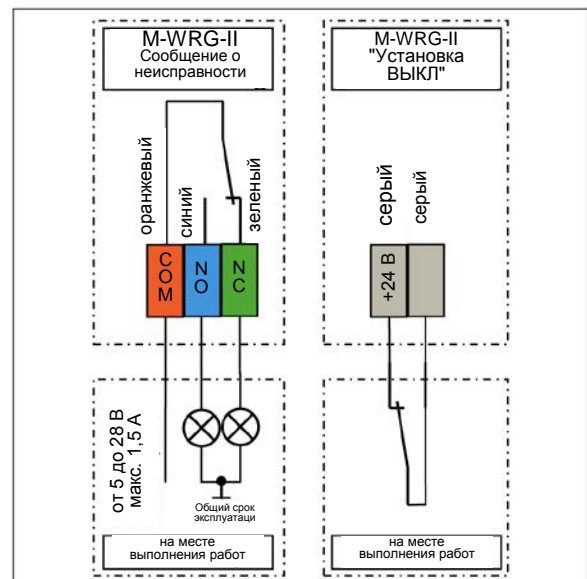 M-WRG-II
Сообщение о
неисправности
оранжевый
синий
зеленый
COM
NO
NC
от 5 до 28 В
макс. 1,5 А
Общий срок
эксплуатаци
на месте
выполнения работ
M-WRG-II
"Установка
ВЫКЛ"
серый
серый
+24 В
на месте
выполнения работ